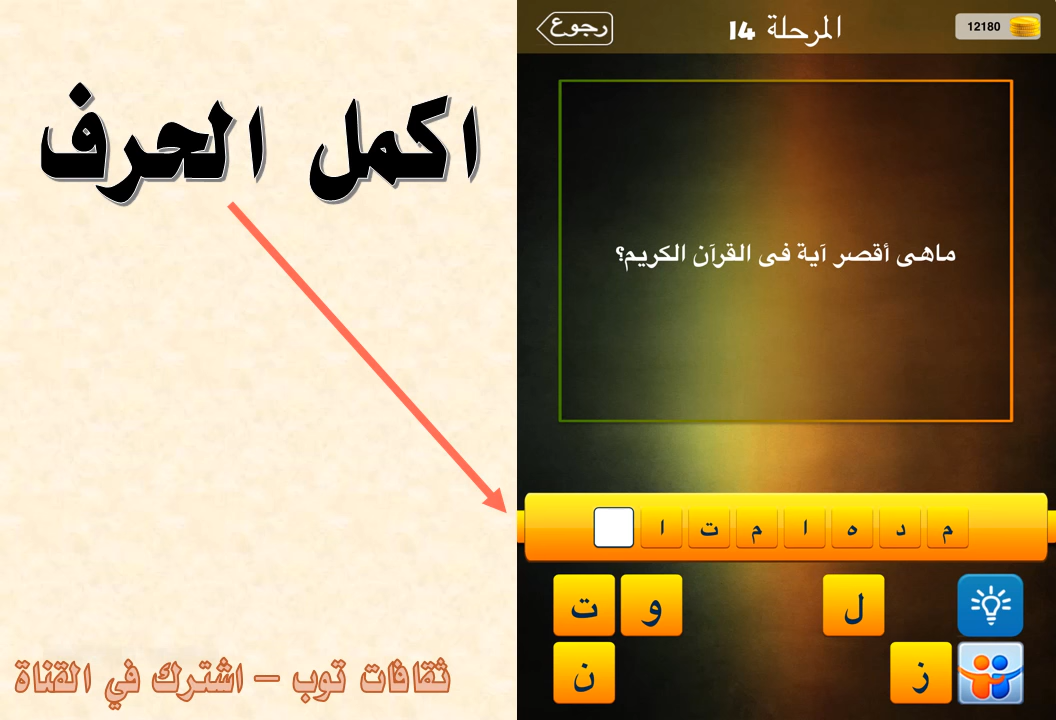 اكمل الحرف
ثقافات توب – اشترك في القناة
رجوع
المرحلة 14
12180
ماهى أقصر آية فى القرآن الكريم؟
م د ه ا م ت ا
ت و ل
ن ز